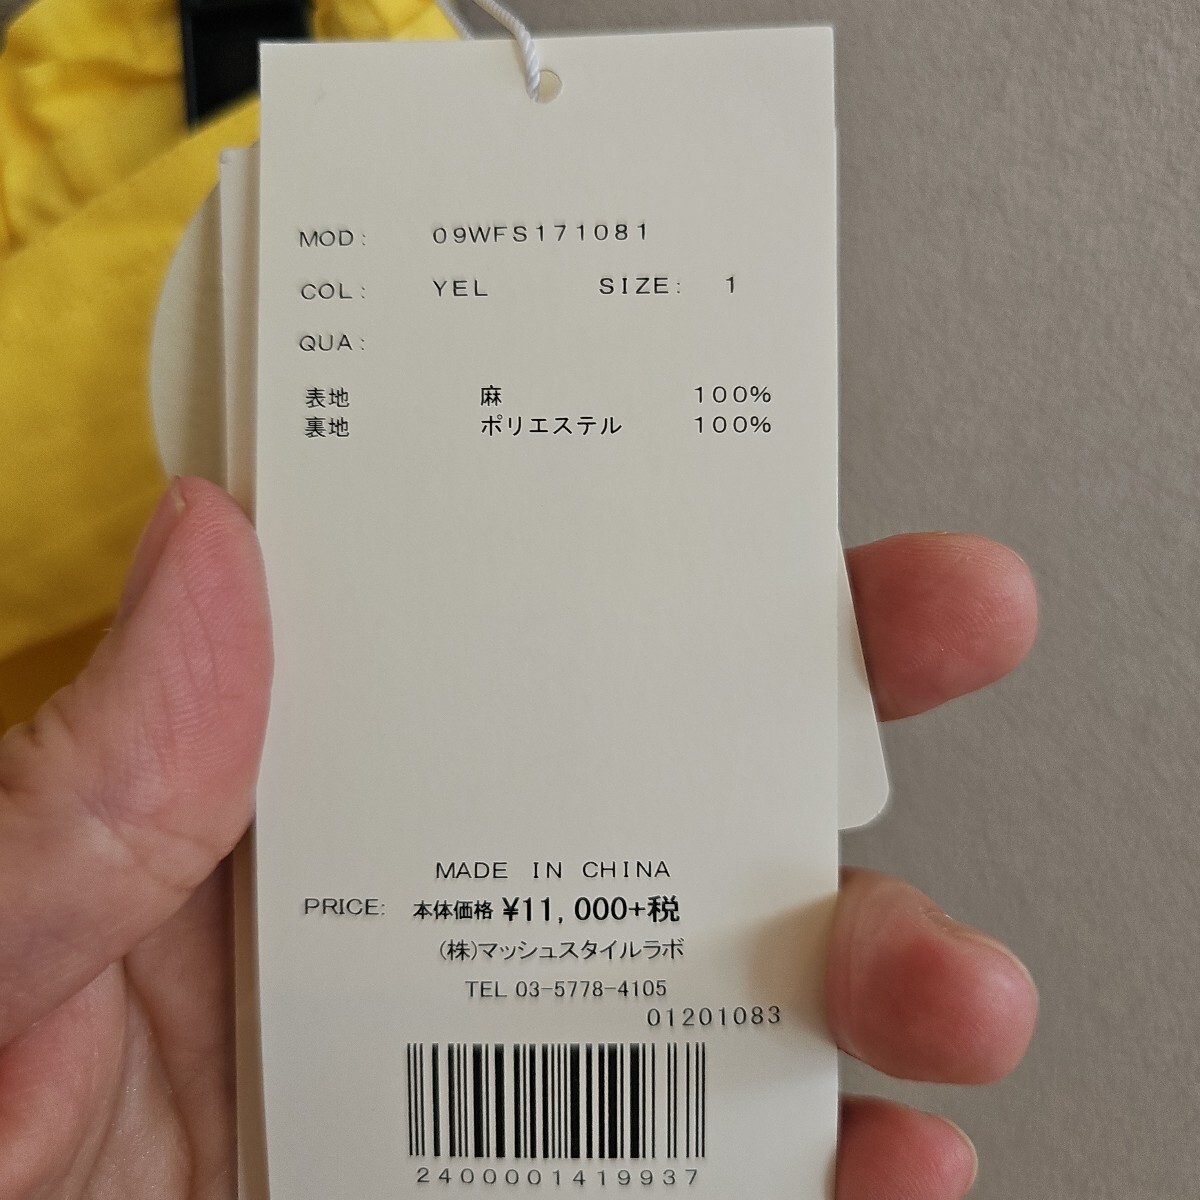 MOD: 09WFS171081
COL: YEL SIZE: 1
QUA:
表地 麻 100%
裏地 ポリエステル 100%
MADE IN CHINA
PRICE: 本体価格 ¥11,000+税
(株)マッシュスタイルラボ
TEL 03-5778-4105
01201083
2400001419937